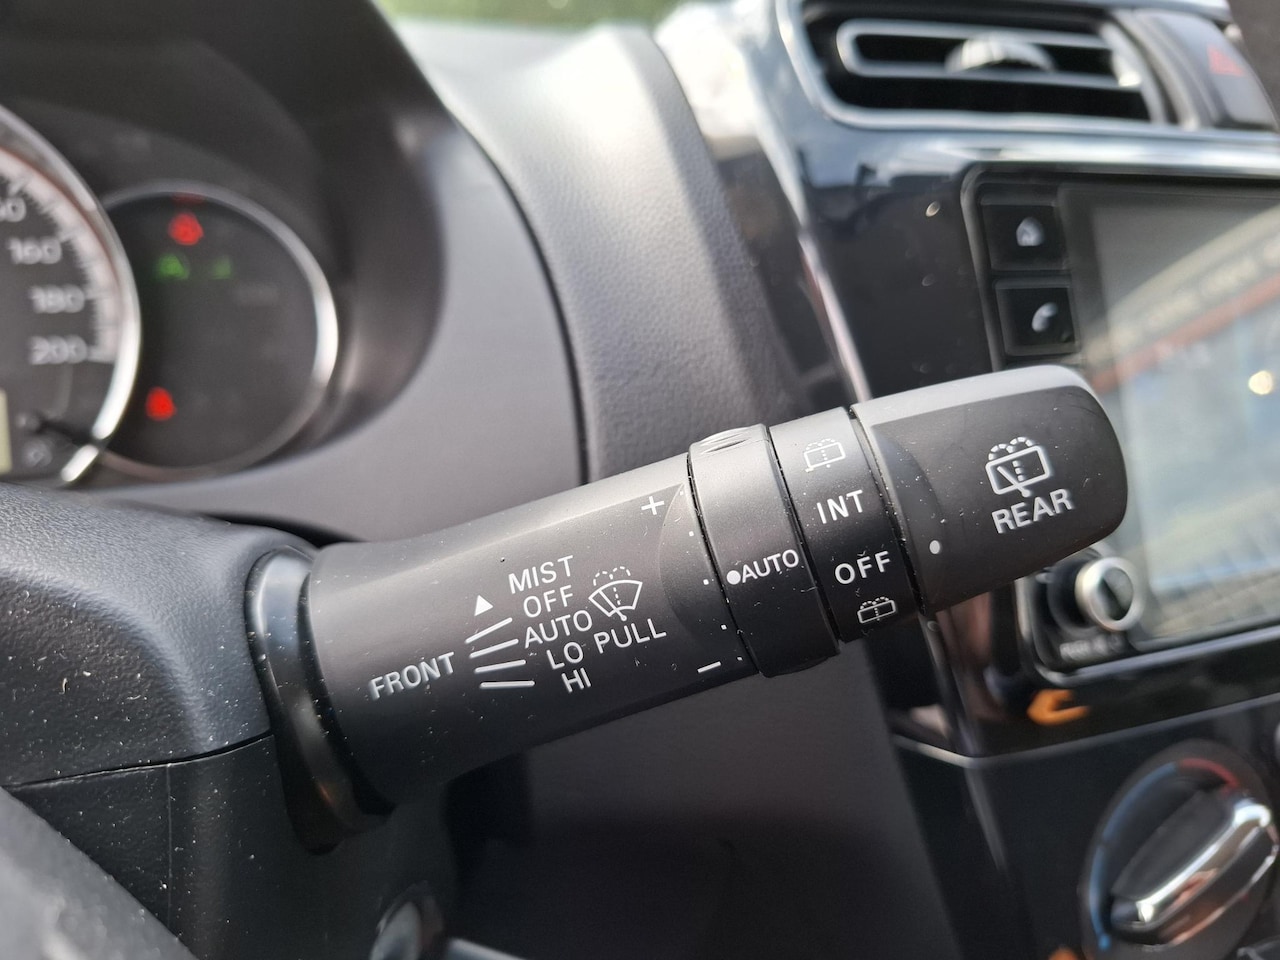 160
180
200
MIST
OFF
AUTO
LO PULL
HI
FRONT
+
−
●AUTO
INT
OFF
REAR